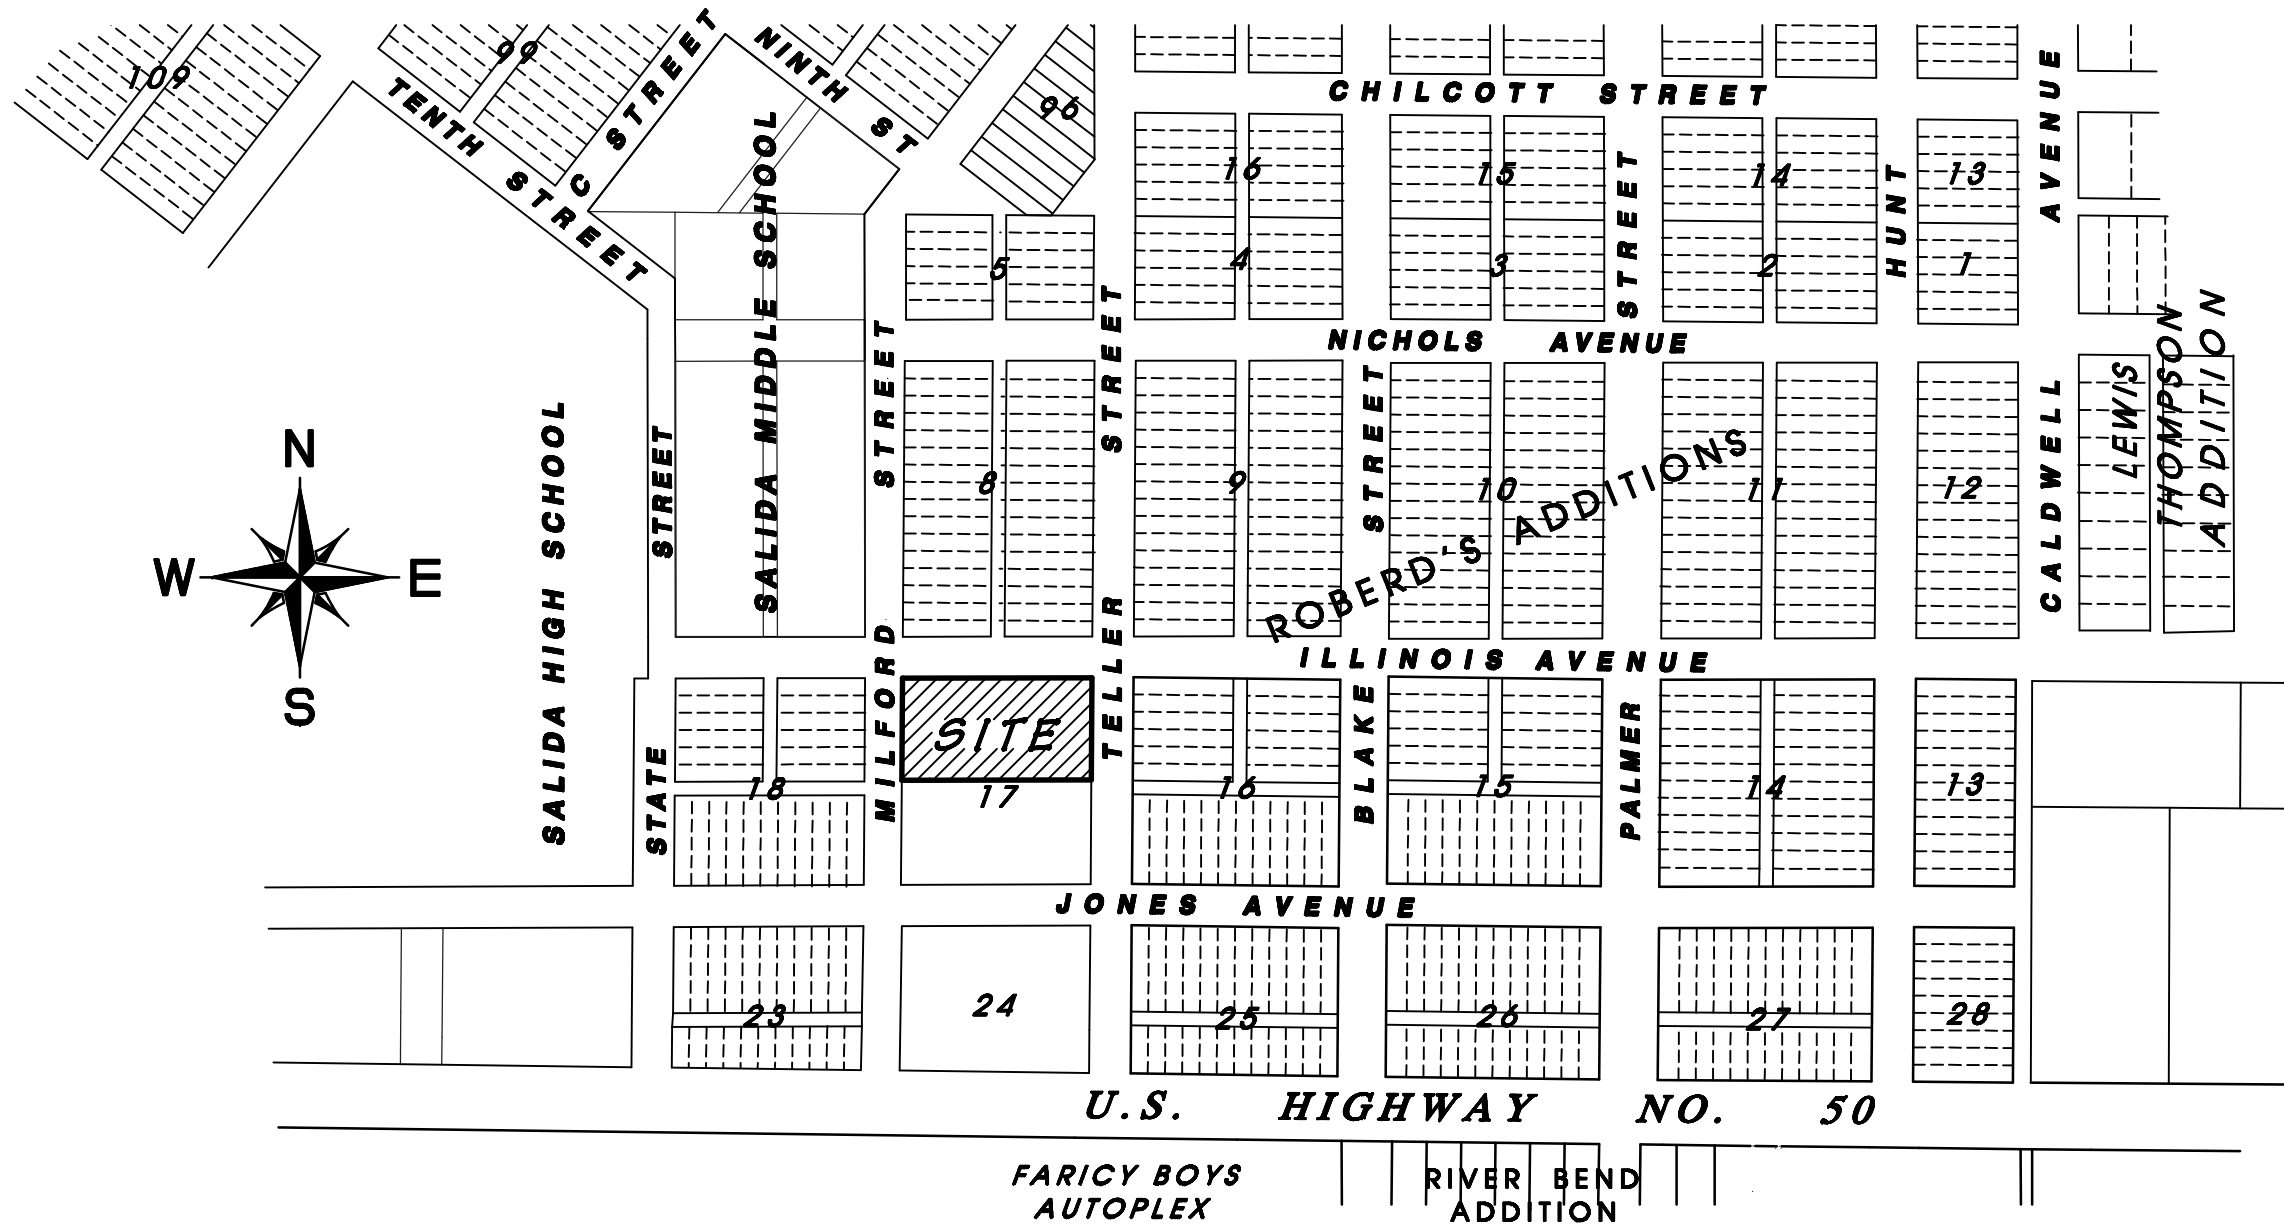 109
99
C STREET
NINTH ST
TENTH STREET
96
CHILCOTT STREET
16
15
14
13
5
4
3
2
1
NICHOLS AVENUE
SALIDA HIGH SCHOOL
STATE STREET
SALIDA MIDDLE SCHOOL
MILFORD STREET
TELLER STREET
BLAKE STREET
PALMER STREET
HUNT
CALDWELL AVENUE
LEWIS
THOMPSON
ADDITION
8
9
10
11
12
ROBERD'S ADDITIONS
N
W E
S
ILLINOIS AVENUE
SITE
18
17
16
15
14
13
JONES AVENUE
23
24
25
26
27
28
U.S. HIGHWAY NO. 50
FARICY BOYS
AUTOPLEX
RIVER BEND
ADDITION